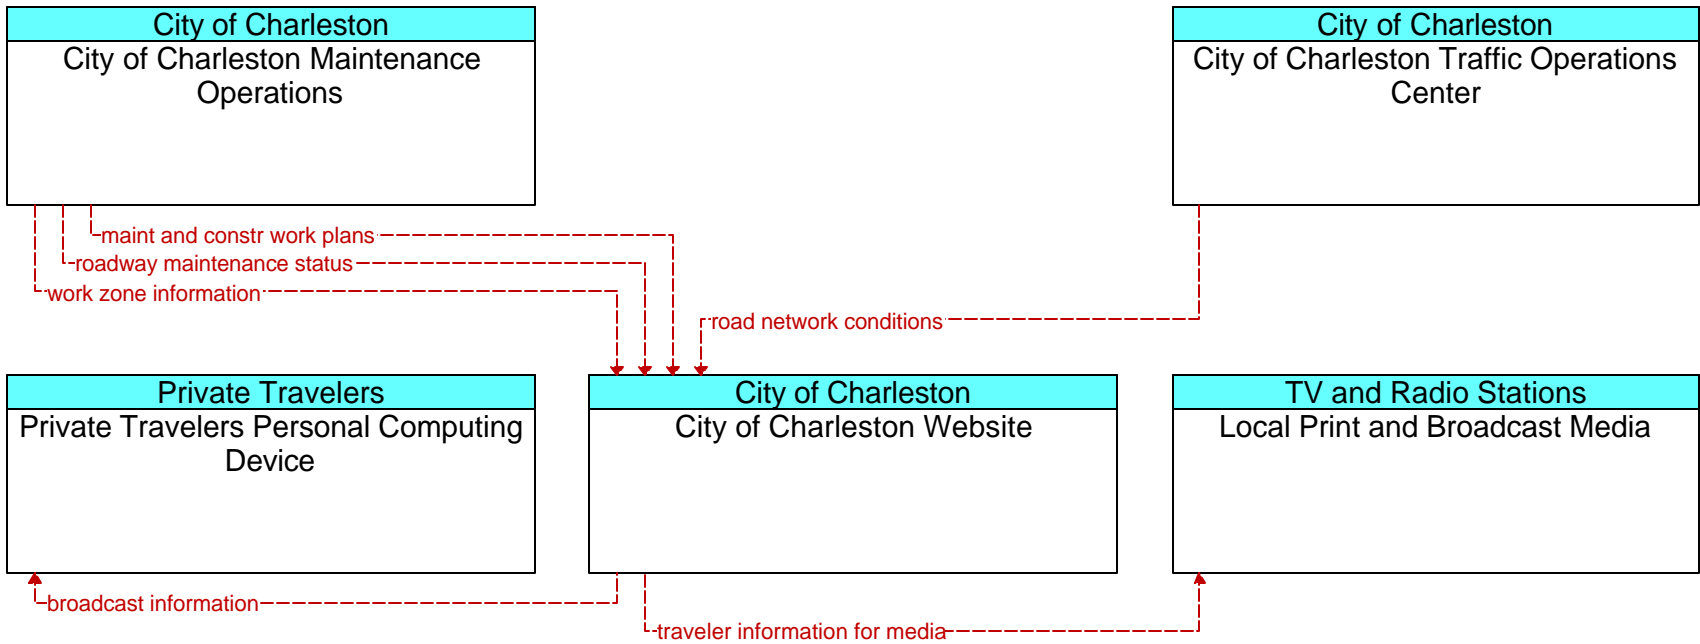 City of Charleston
City of Charleston Maintenance
Operations
City of Charleston
City of Charleston Traffic Operations
Center
maint and constr work plans
roadway maintenance status
work zone information
road network conditions
Private Travelers
Private Travelers Personal Computing
Device
City of Charleston
City of Charleston Website
TV and Radio Stations
Local Print and Broadcast Media
broadcast information
traveler information for media